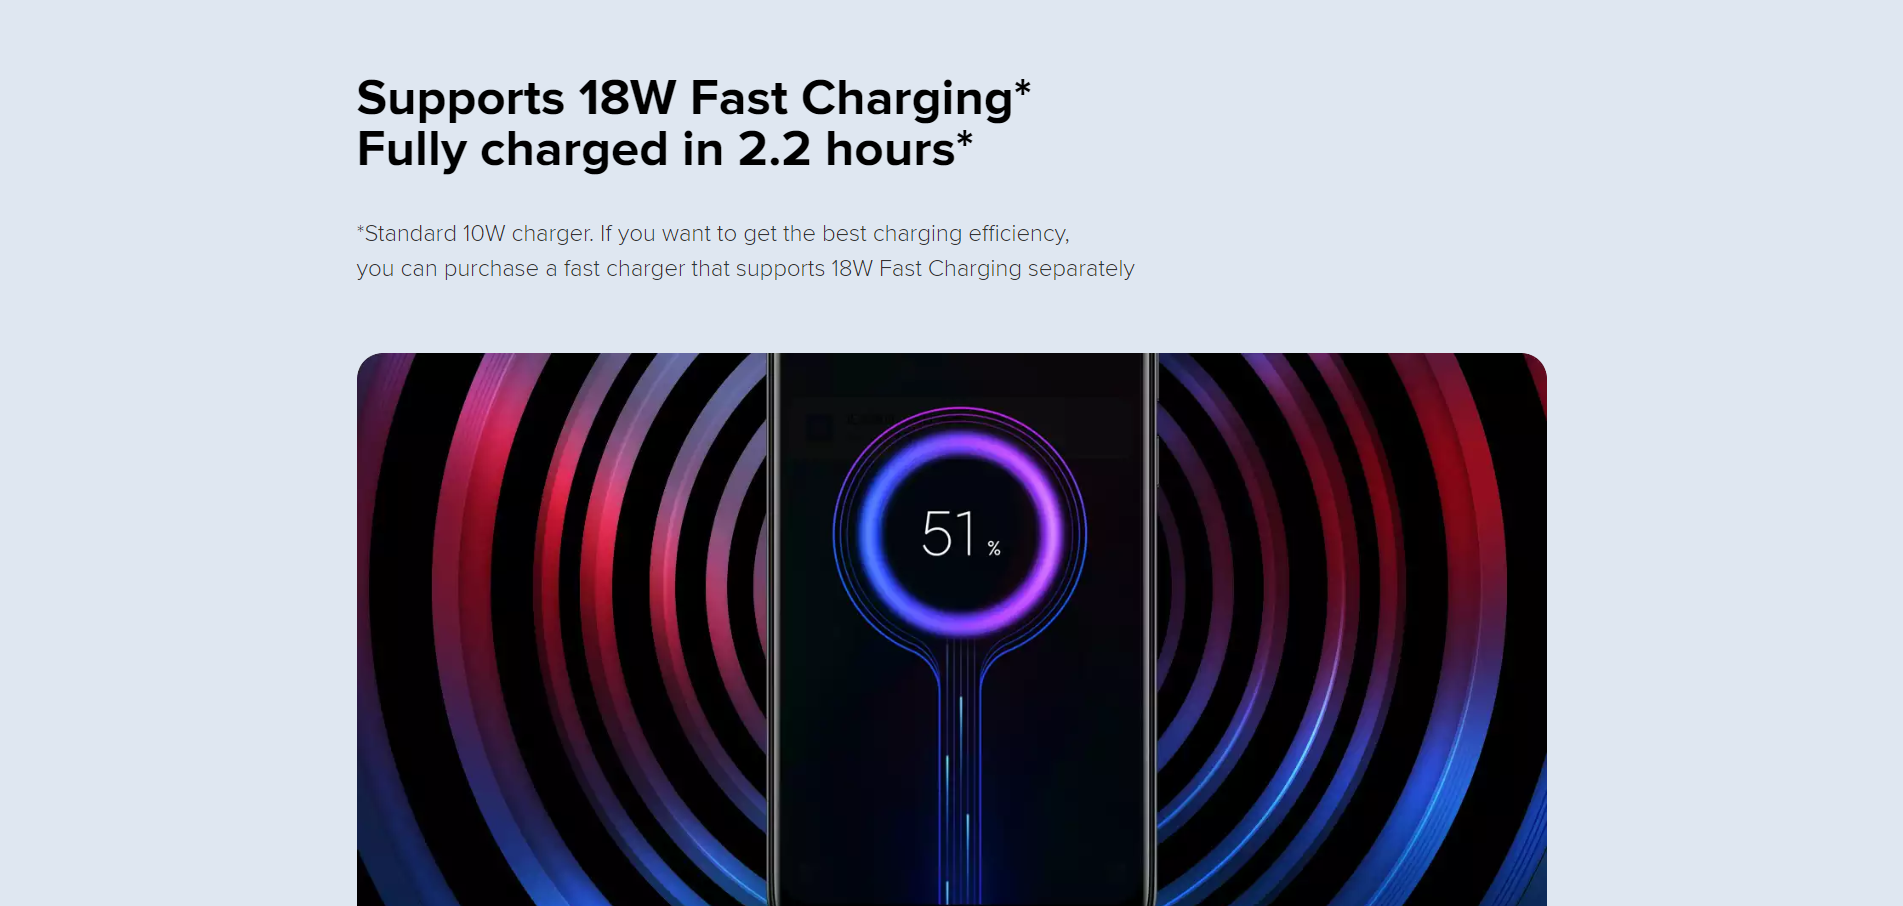 Supports 18W Fast Charging*
Fully charged in 2.2 hours*
*Standard 10W charger. If you want to get the best charging efficiency,
you can purchase a fast charger that supports 18W Fast Charging separately
51 %